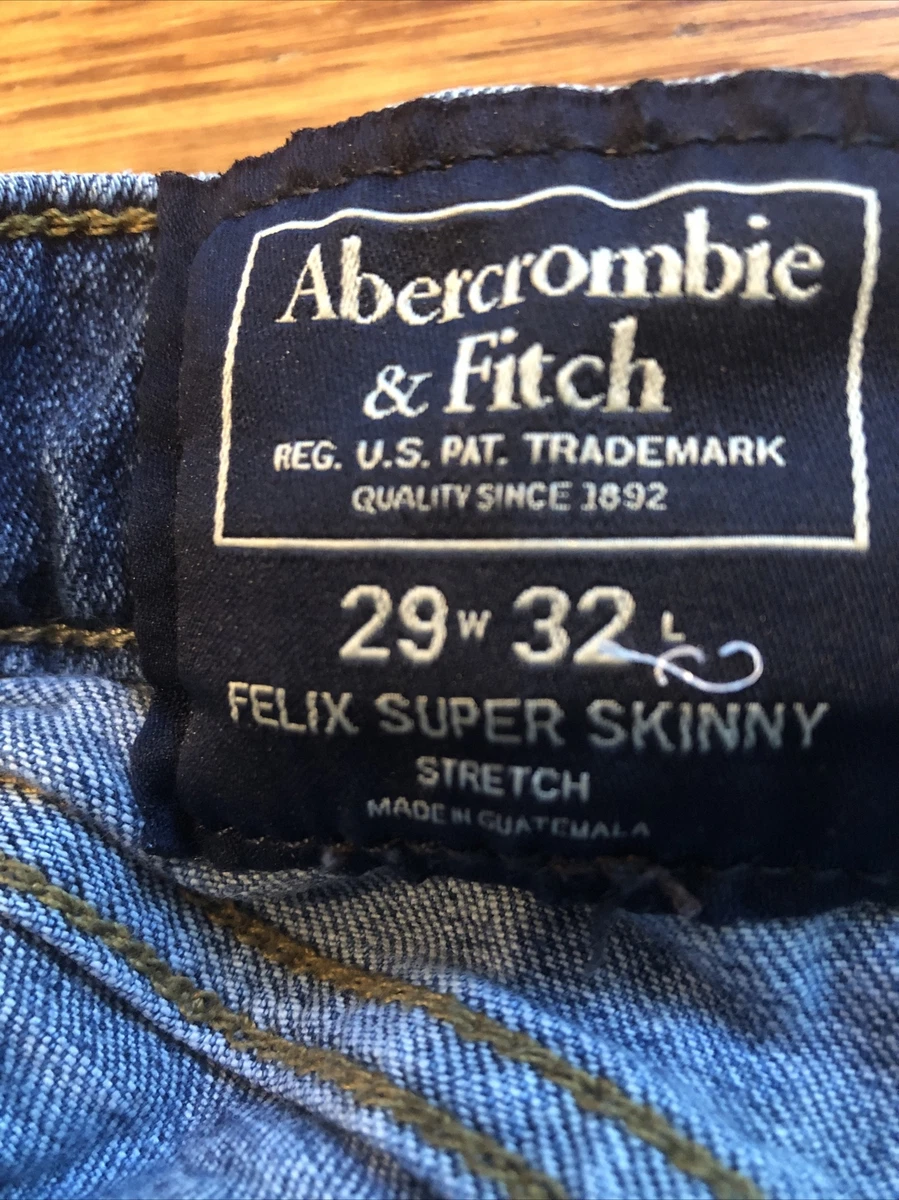 Abercrombie
& Fitch
REG. U.S. PAT. TRADEMARK
QUALITY SINCE 1892
29 W 32 L
FELIX SUPER SKINNY
STRETCH
MADE IN GUATEMALA